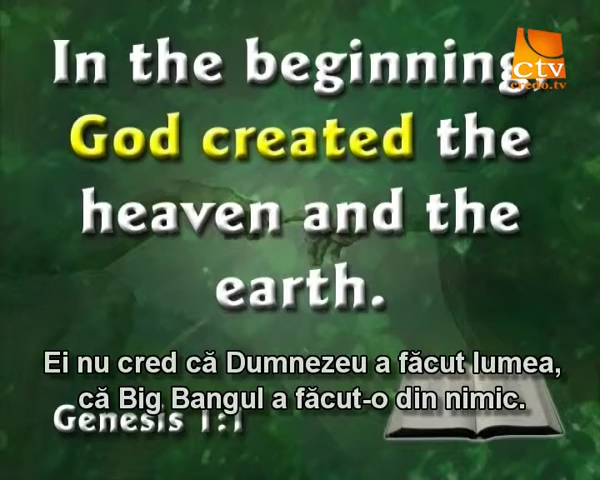 In the beginning,
God created the
heaven and the
earth.
ctv
credo.tv
Ei nu cred că Dumnezeu a făcut lumea,
că Big Bangul a făcut-o din nimic.
Genesis 1:1